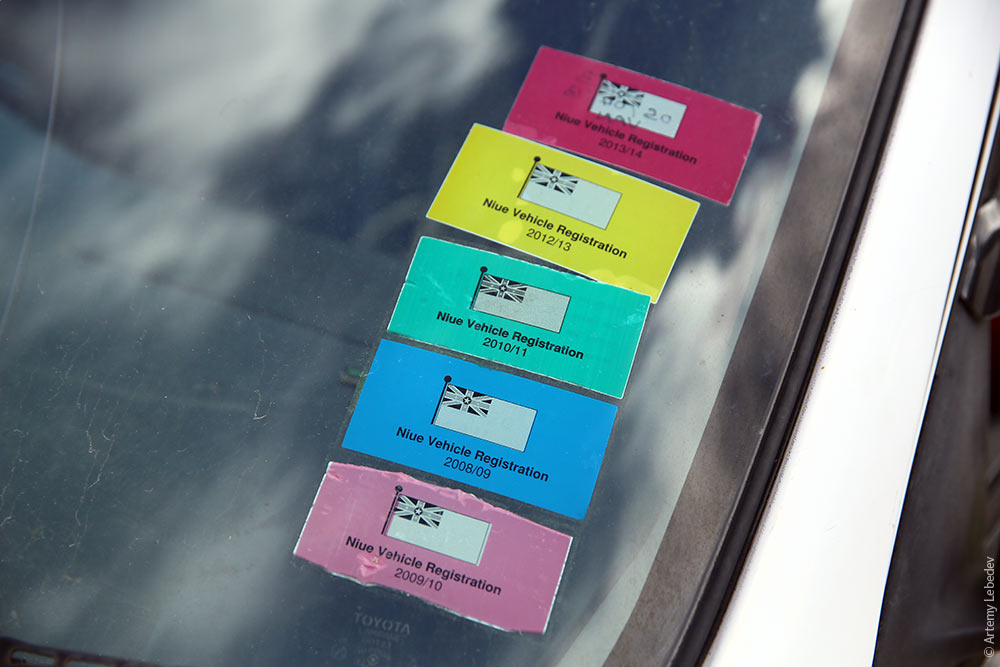 Niue Vehicle Registration
2013/14
Niue Vehicle Registration
2012/13
Niue Vehicle Registration
2010/11
Niue Vehicle Registration
2008/09
Niue Vehicle Registration
2009/10
TOYOTA
© Artemy Lebedev